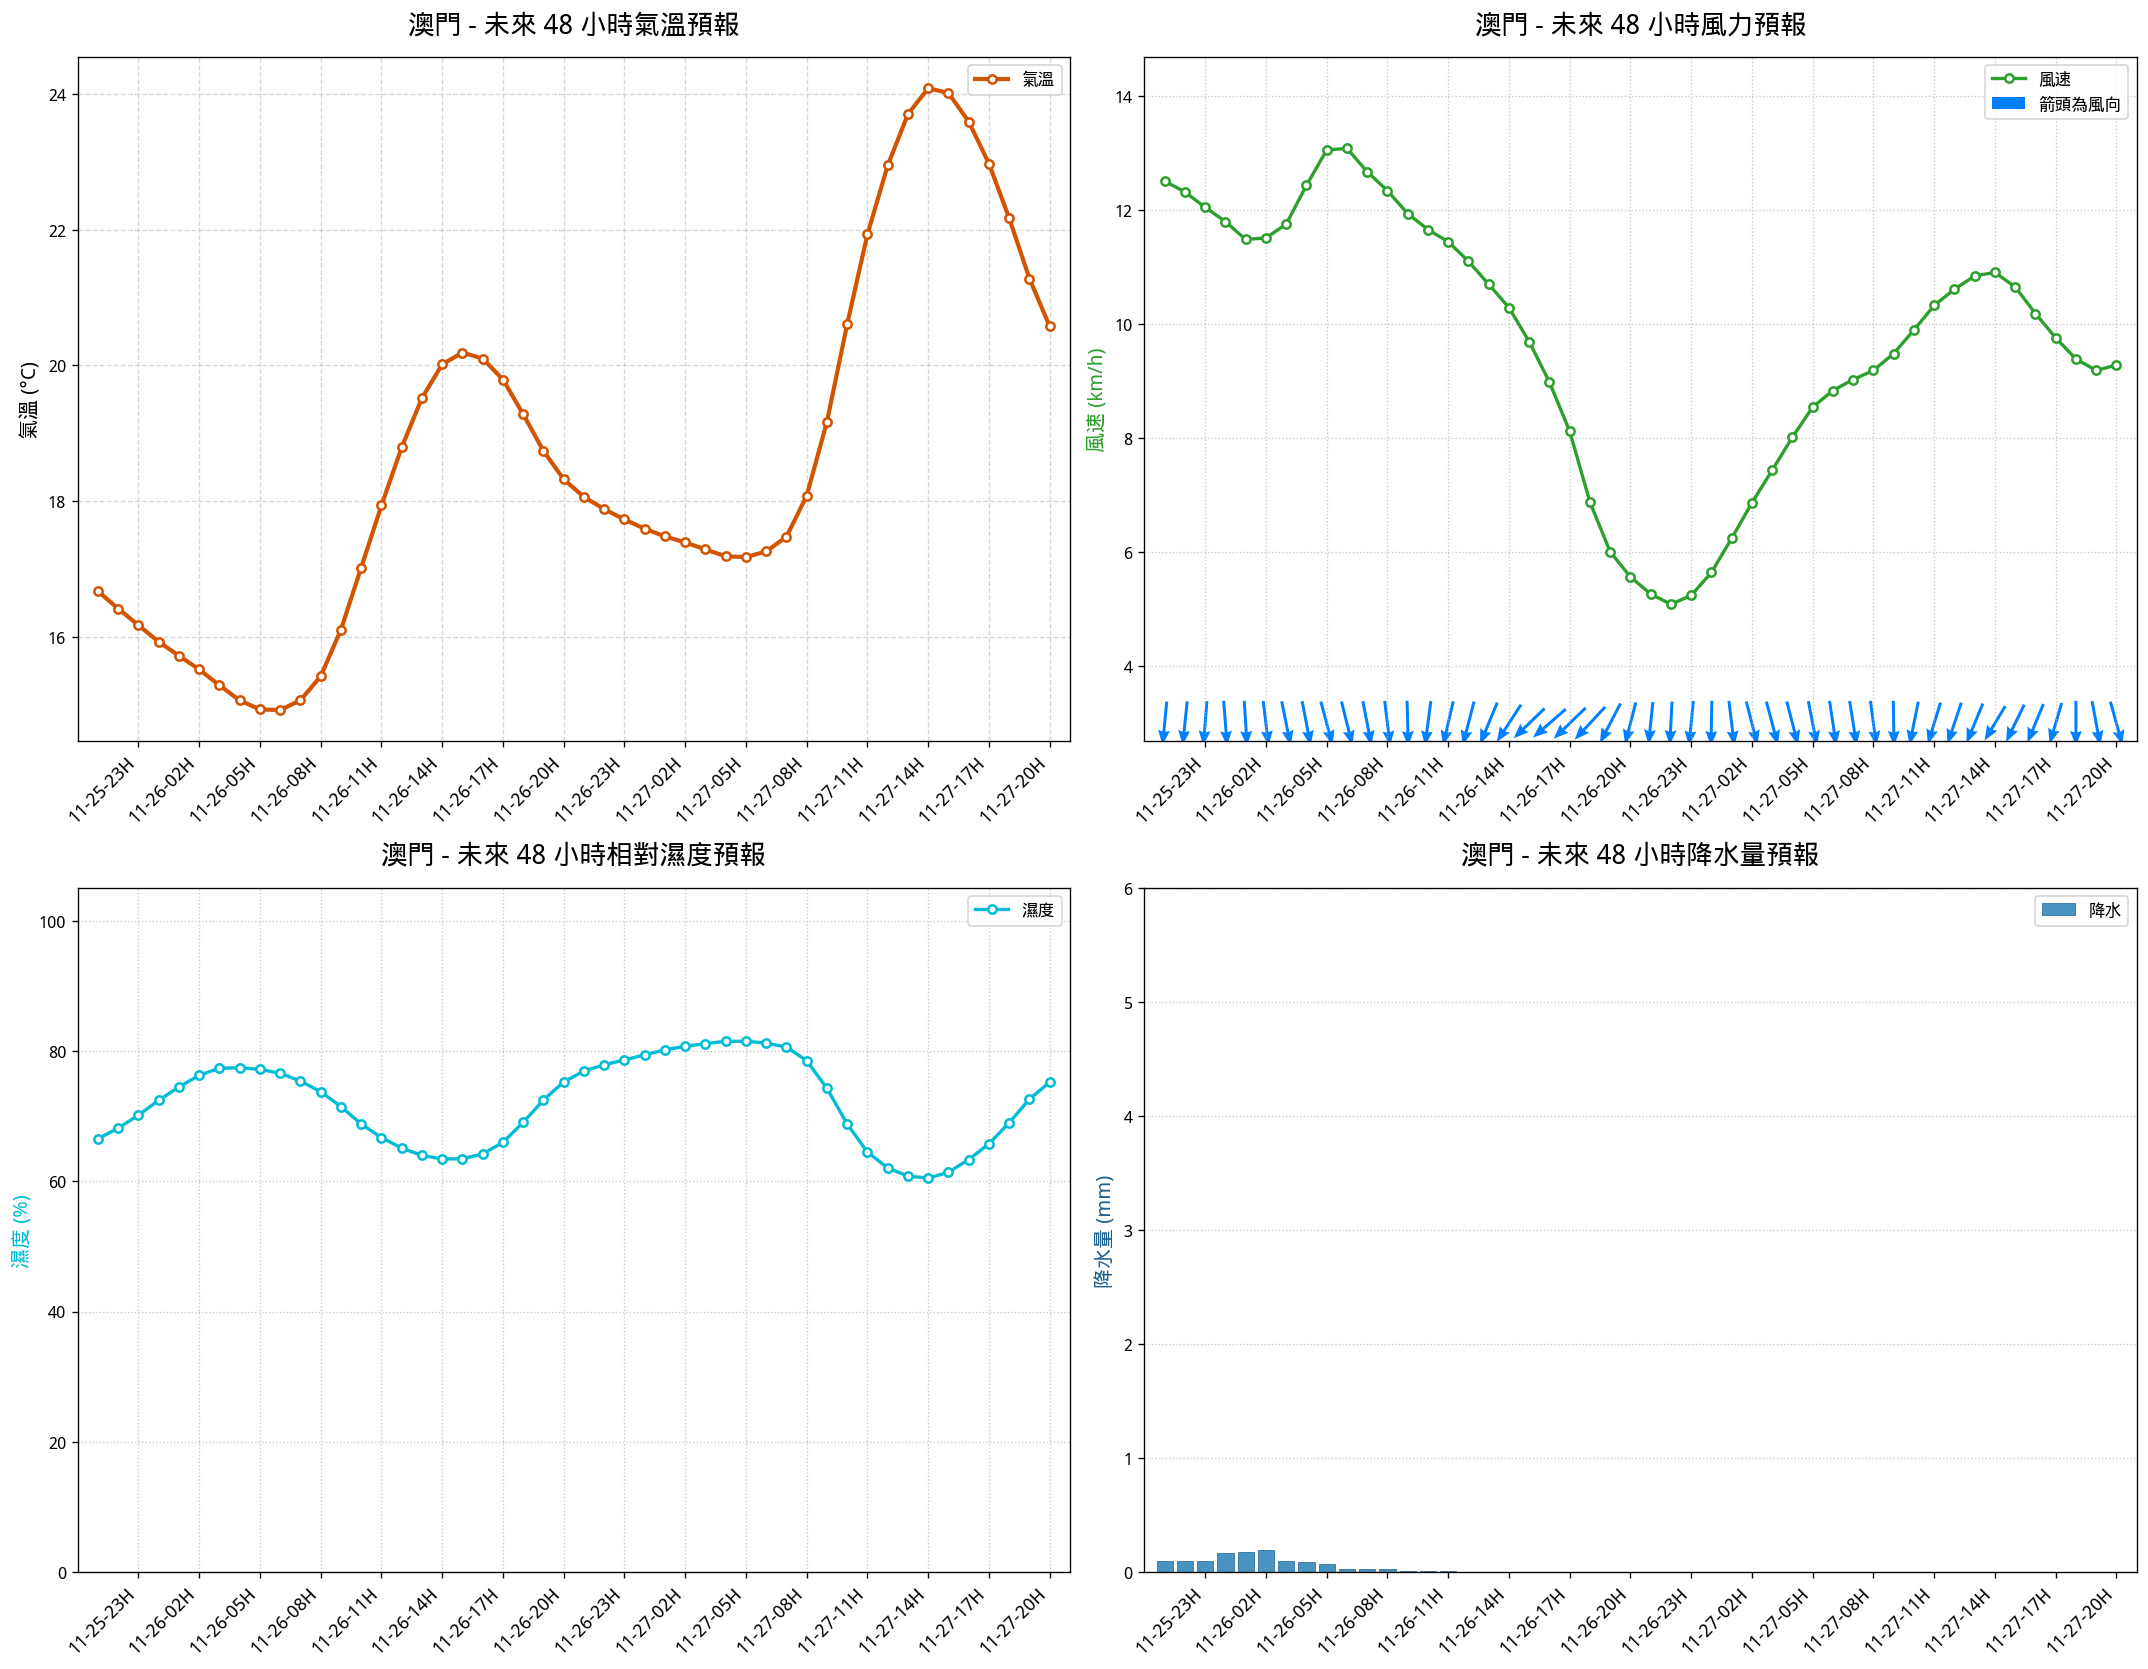 澳門 - 未來 48 小時氣溫預報
氣溫
24
22
20
18
16
氣溫 (°C)
11-25-23H
11-26-02H
11-26-05H
11-26-08H
11-26-11H
11-26-14H
11-26-17H
11-26-20H
11-26-23H
11-27-02H
11-27-05H
11-27-08H
11-27-11H
11-27-14H
11-27-17H
11-27-20H
澳門 - 未來 48 小時風力預報
風速
箭頭為風向
14
12
10
8
6
4
風速 (km/h)
11-25-23H
11-26-02H
11-26-05H
11-26-08H
11-26-11H
11-26-14H
11-26-17H
11-26-20H
11-26-23H
11-27-02H
11-27-05H
11-27-08H
11-27-11H
11-27-14H
11-27-17H
11-27-20H
澳門 - 未來 48 小時相對濕度預報
濕度
100
80
60
40
20
0
濕度 (%)
11-25-23H
11-26-02H
11-26-05H
11-26-08H
11-26-11H
11-26-14H
11-26-17H
11-26-20H
11-26-23H
11-27-02H
11-27-05H
11-27-08H
11-27-11H
11-27-14H
11-27-17H
11-27-20H
澳門 - 未來 48 小時降水量預報
降水
6
5
4
3
2
1
0
降水量 (mm)
11-25-23H
11-26-02H
11-26-05H
11-26-08H
11-26-11H
11-26-14H
11-26-17H
11-26-20H
11-26-23H
11-27-02H
11-27-05H
11-27-08H
11-27-11H
11-27-14H
11-27-17H
11-27-20H